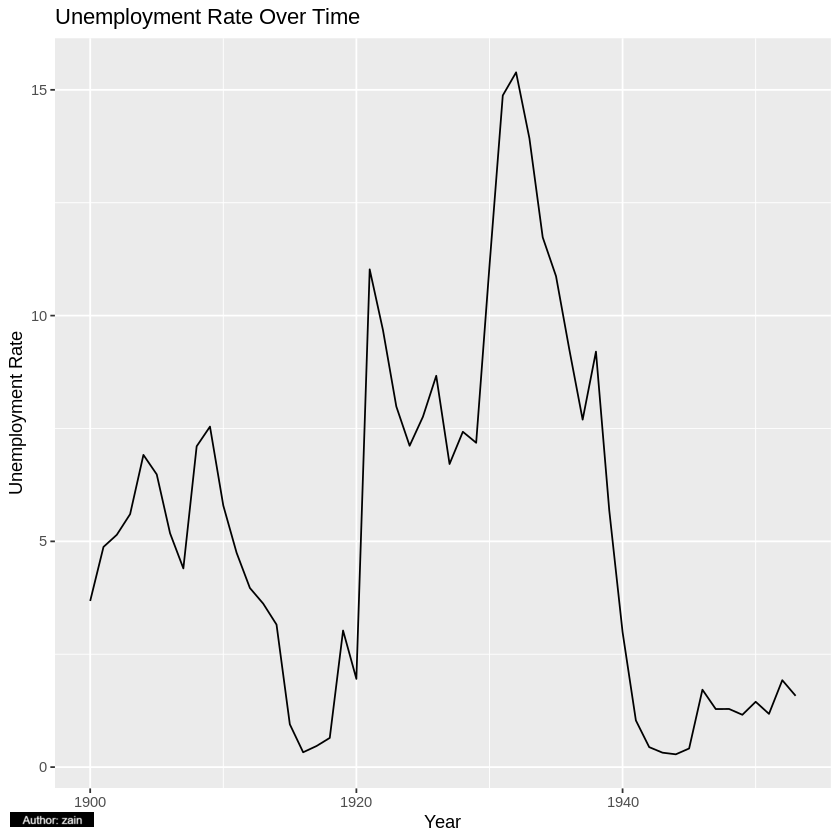 Unemployment Rate Over Time
15
10
5
0
Unemployment Rate
1900 1920 1940
Year
Author: zain